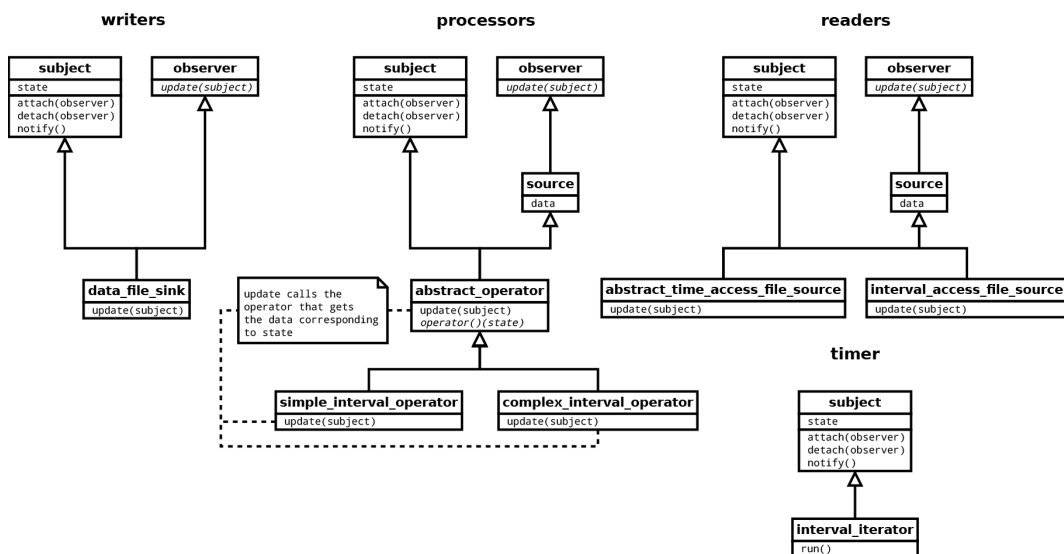 writers
subject
state
attach(observer)
detach(observer)
notify()
observer
update(subject)
data_file_sink
update(subject)
processors
subject
state
attach(observer)
detach(observer)
notify()
observer
update(subject)
source
data
update calls the
operator that gets
the data corresponding
to state
abstract_operator
update(subject)
operator()(state)
simple_interval_operator
update(subject)
complex_interval_operator
update(subject)
readers
subject
state
attach(observer)
detach(observer)
notify()
observer
update(subject)
source
data
abstract_time_access_file_source
update(subject)
interval_access_file_source
update(subject)
timer
subject
state
attach(observer)
detach(observer)
notify()
interval_iterator
run()